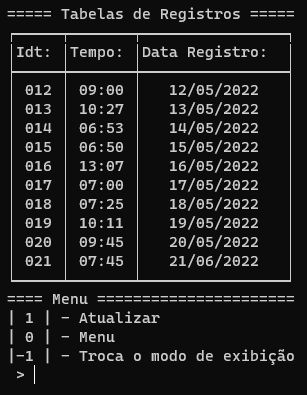 ===== Tabelas de Registros =====
Idt: Tempo: Data Registro:
012 09:00 12/05/2022
013 10:27 13/05/2022
014 06:53 14/05/2022
015 06:50 15/05/2022
016 13:07 16/05/2022
017 07:00 17/05/2022
018 07:25 18/05/2022
019 10:11 19/05/2022
020 09:45 20/05/2022
021 07:45 21/06/2022
==== Menu ======================
| 1 | - Atualizar
| 0 | - Menu
|-1 | - Troca o modo de exibição
>